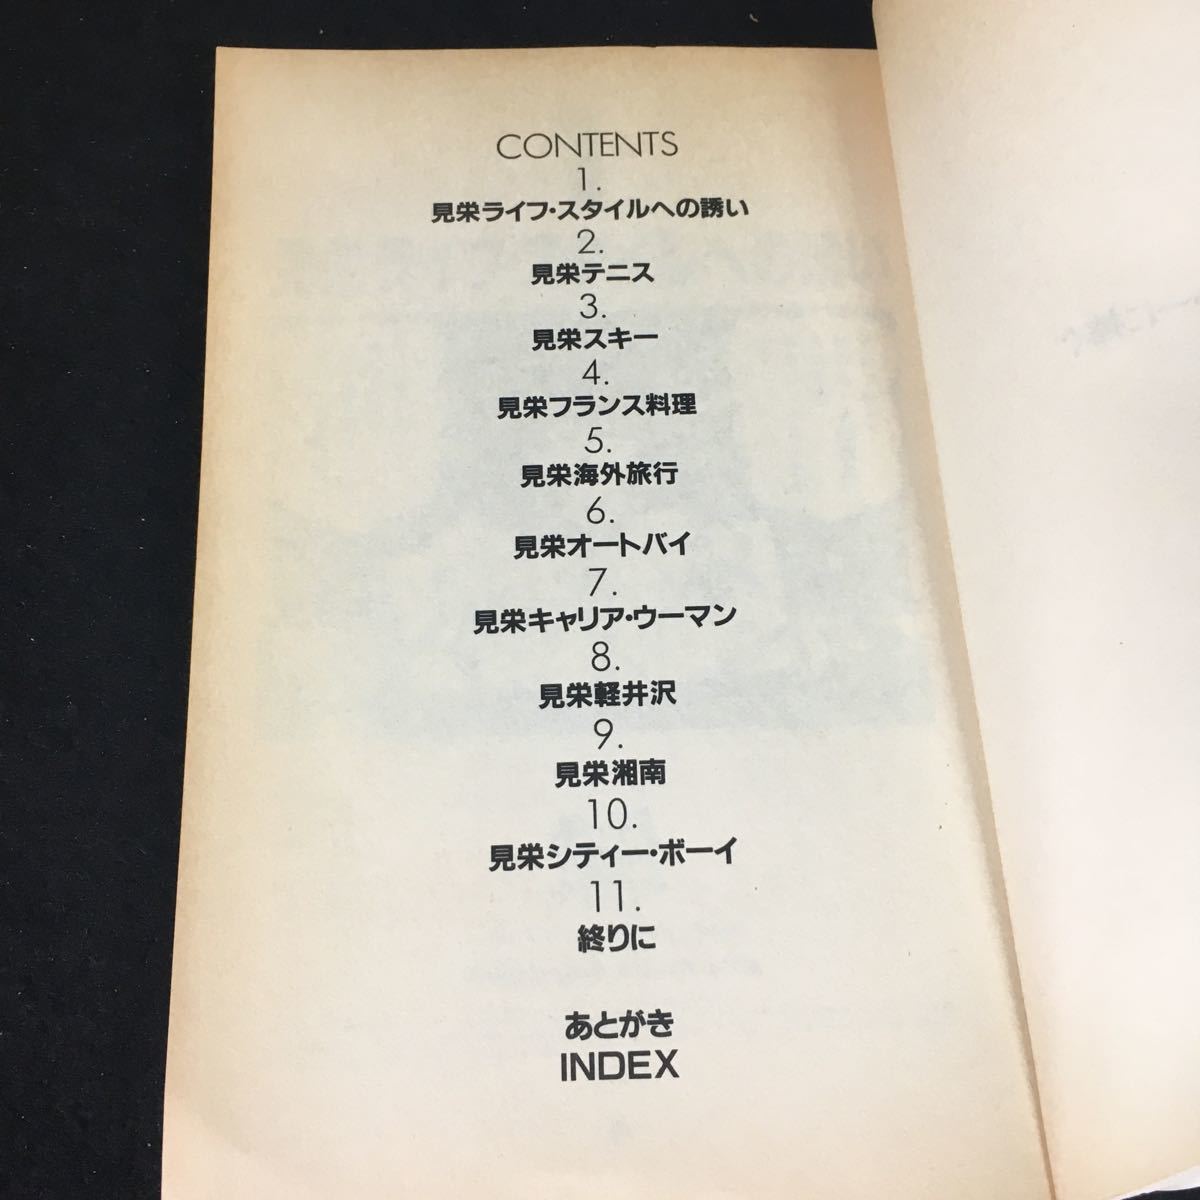 CONTENTS
1.
見栄ライフ・スタイルへの誘い
2.
見栄テニス
3.
見栄スキー
4.
見栄フランス料理
5.
見栄海外旅行
6.
見栄オートバイ
7.
見栄キャリア・ウーマン
8.
見栄軽井沢
9.
見栄湘南
10.
見栄シティー・ボーイ
11.
終りに
あとがき
INDEX